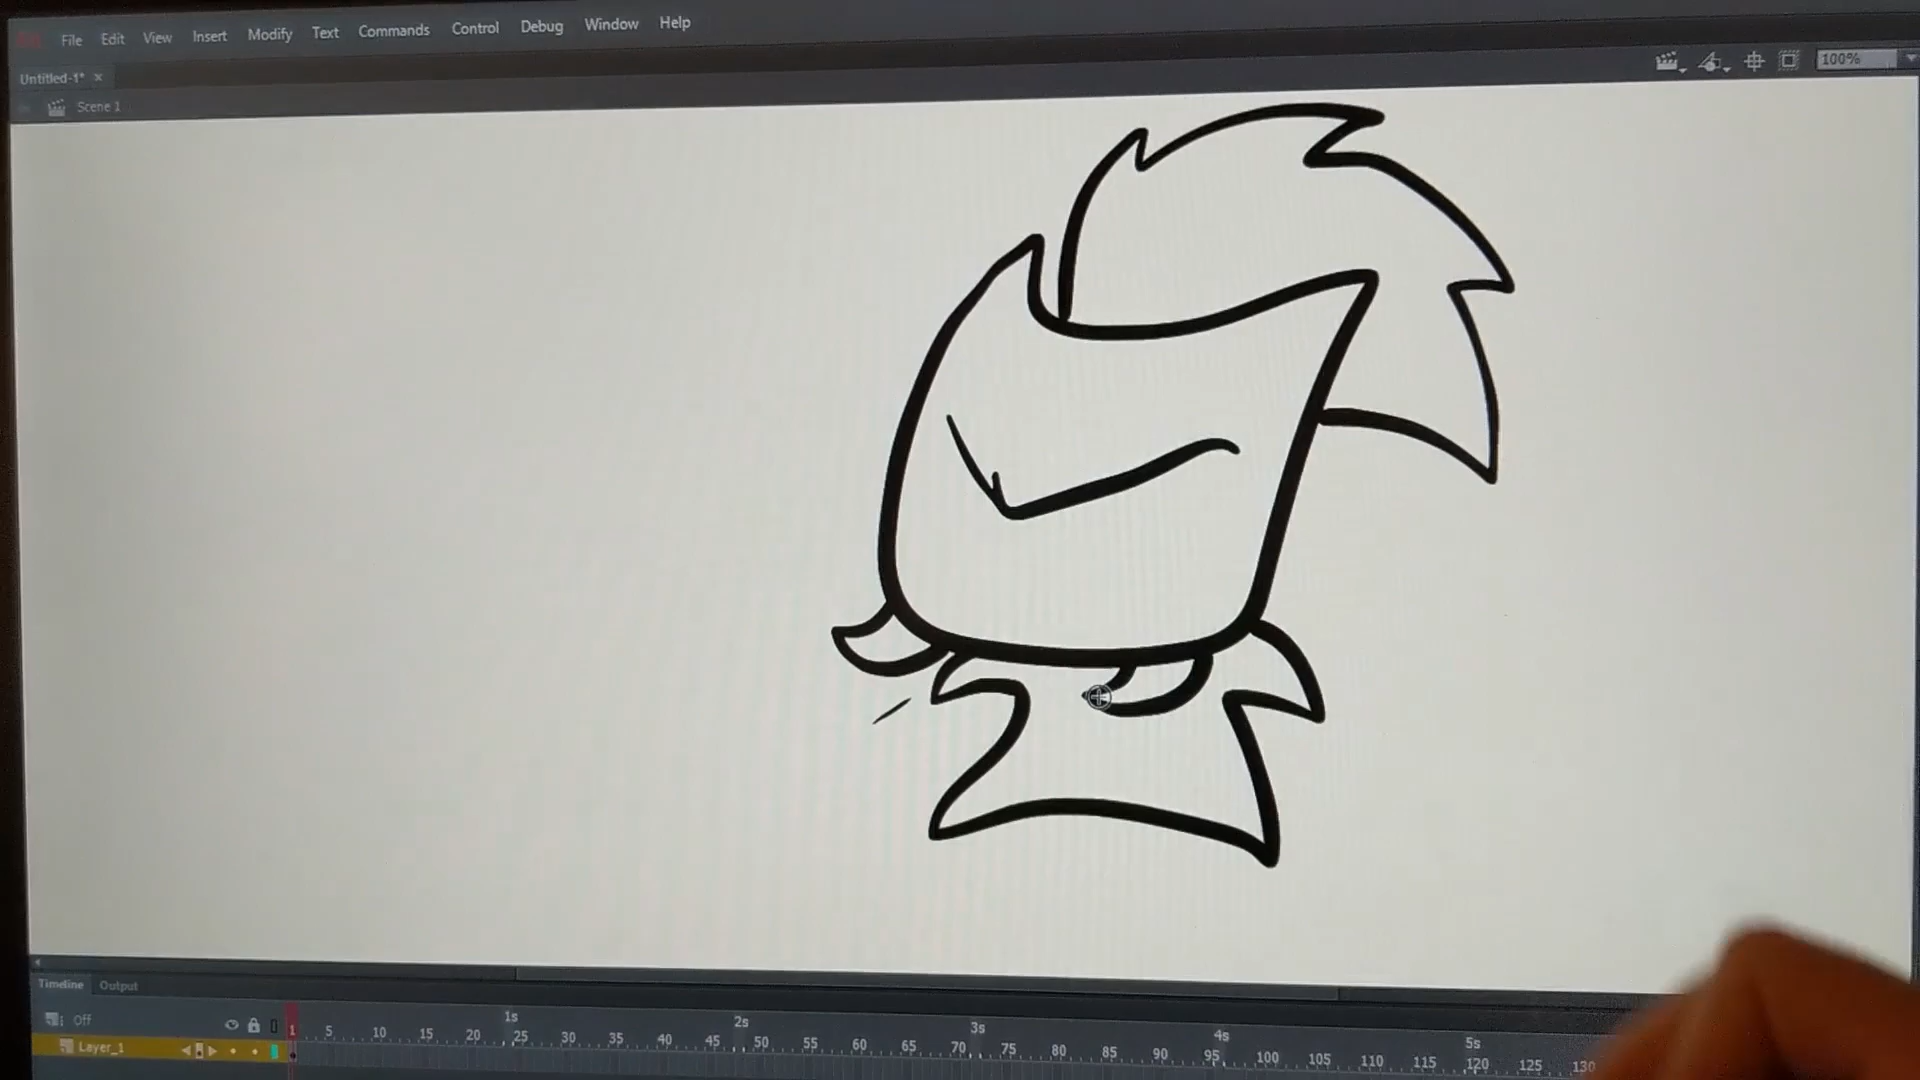 File Edit View Insert Modify Text Commands Control Debug Window Help
Untitled-1* ×
Scene 1
100%
Timeline Output
Off
1s 2s 3s 4s 5s
1 5 10 15 20 25 30 35 40 45 50 55 60 65 70 75 80 85 90 95 100 105 110 115 120 125 130
Layer_1